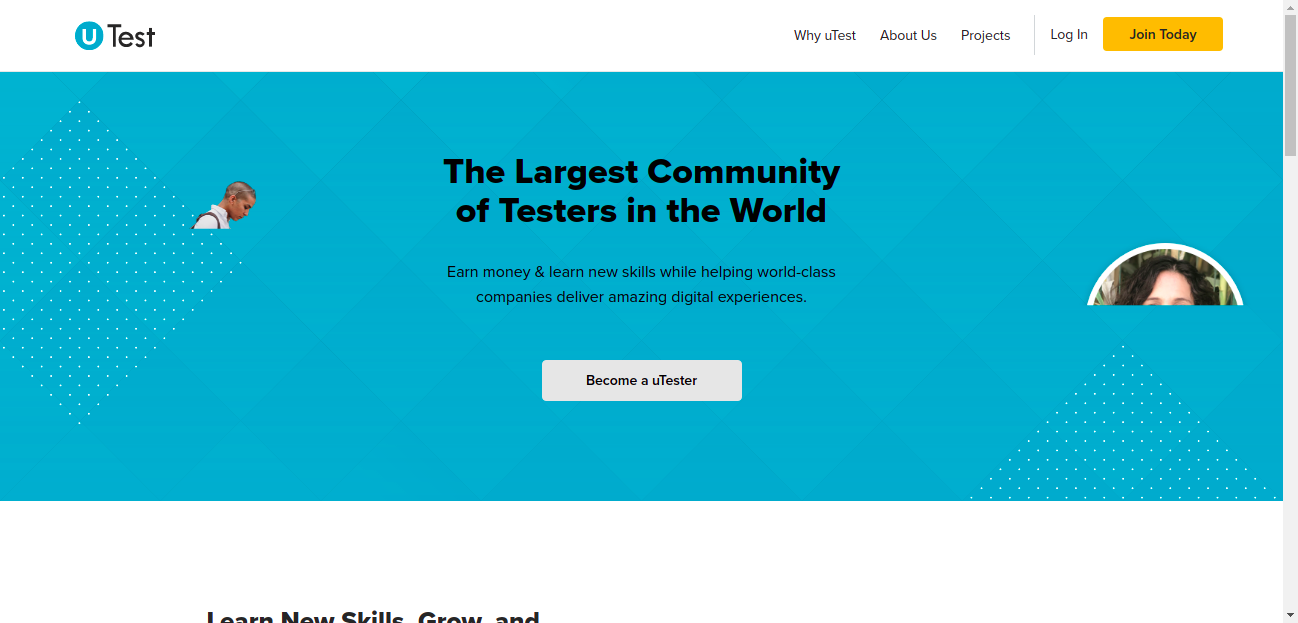 uTest
Why uTest
About Us
Projects
Log In
Join Today
The Largest Community
of Testers in the World
Earn money & learn new skills while helping world-class
companies deliver amazing digital experiences.
Become a uTester
Learn New Skills, Grow, and